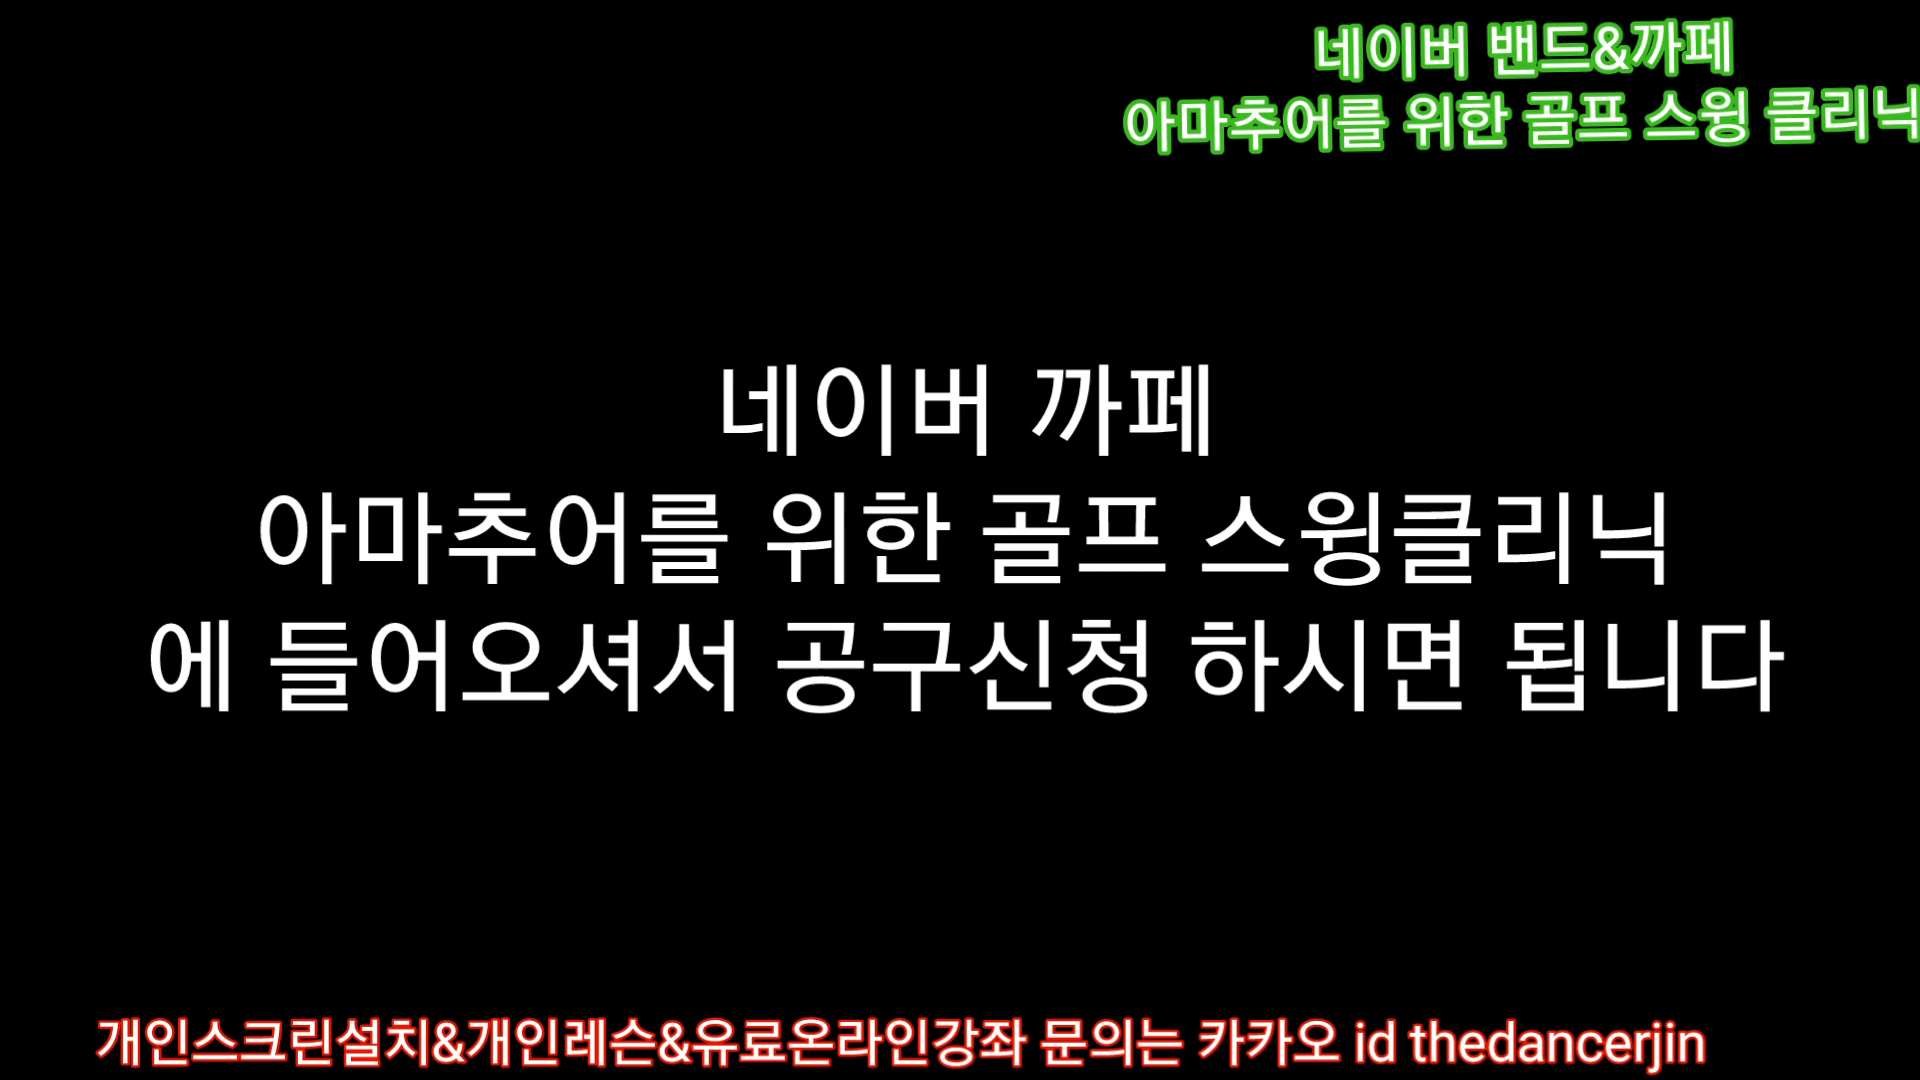 네이버 밴드&까페
아마추어를 위한 골프 스윙 클리닉
네이버 까페
아마추어를 위한 골프 스윙클리닉
에 들어오셔서 공구신청 하시면 됩니다
개인스크린설치&개인레슨&유료온라인강좌 문의는 카카오 id thedancerjin